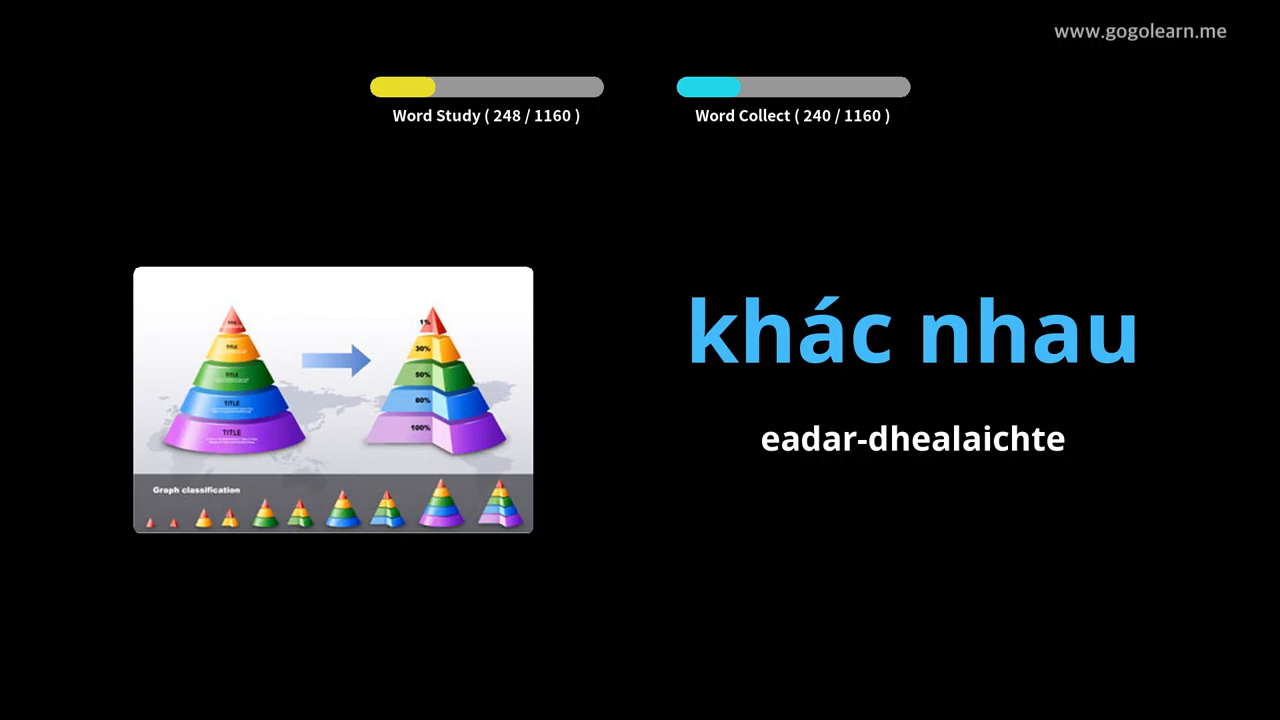 www.gogolearn.me
Word Study ( 248 / 1160 )
Word Collect ( 240 / 1160 )
khác nhau
eadar-dhealaichte
TITLE
TITLE
TITLE
TITLE
1%
30%
50%
80%
100%
Graph classification